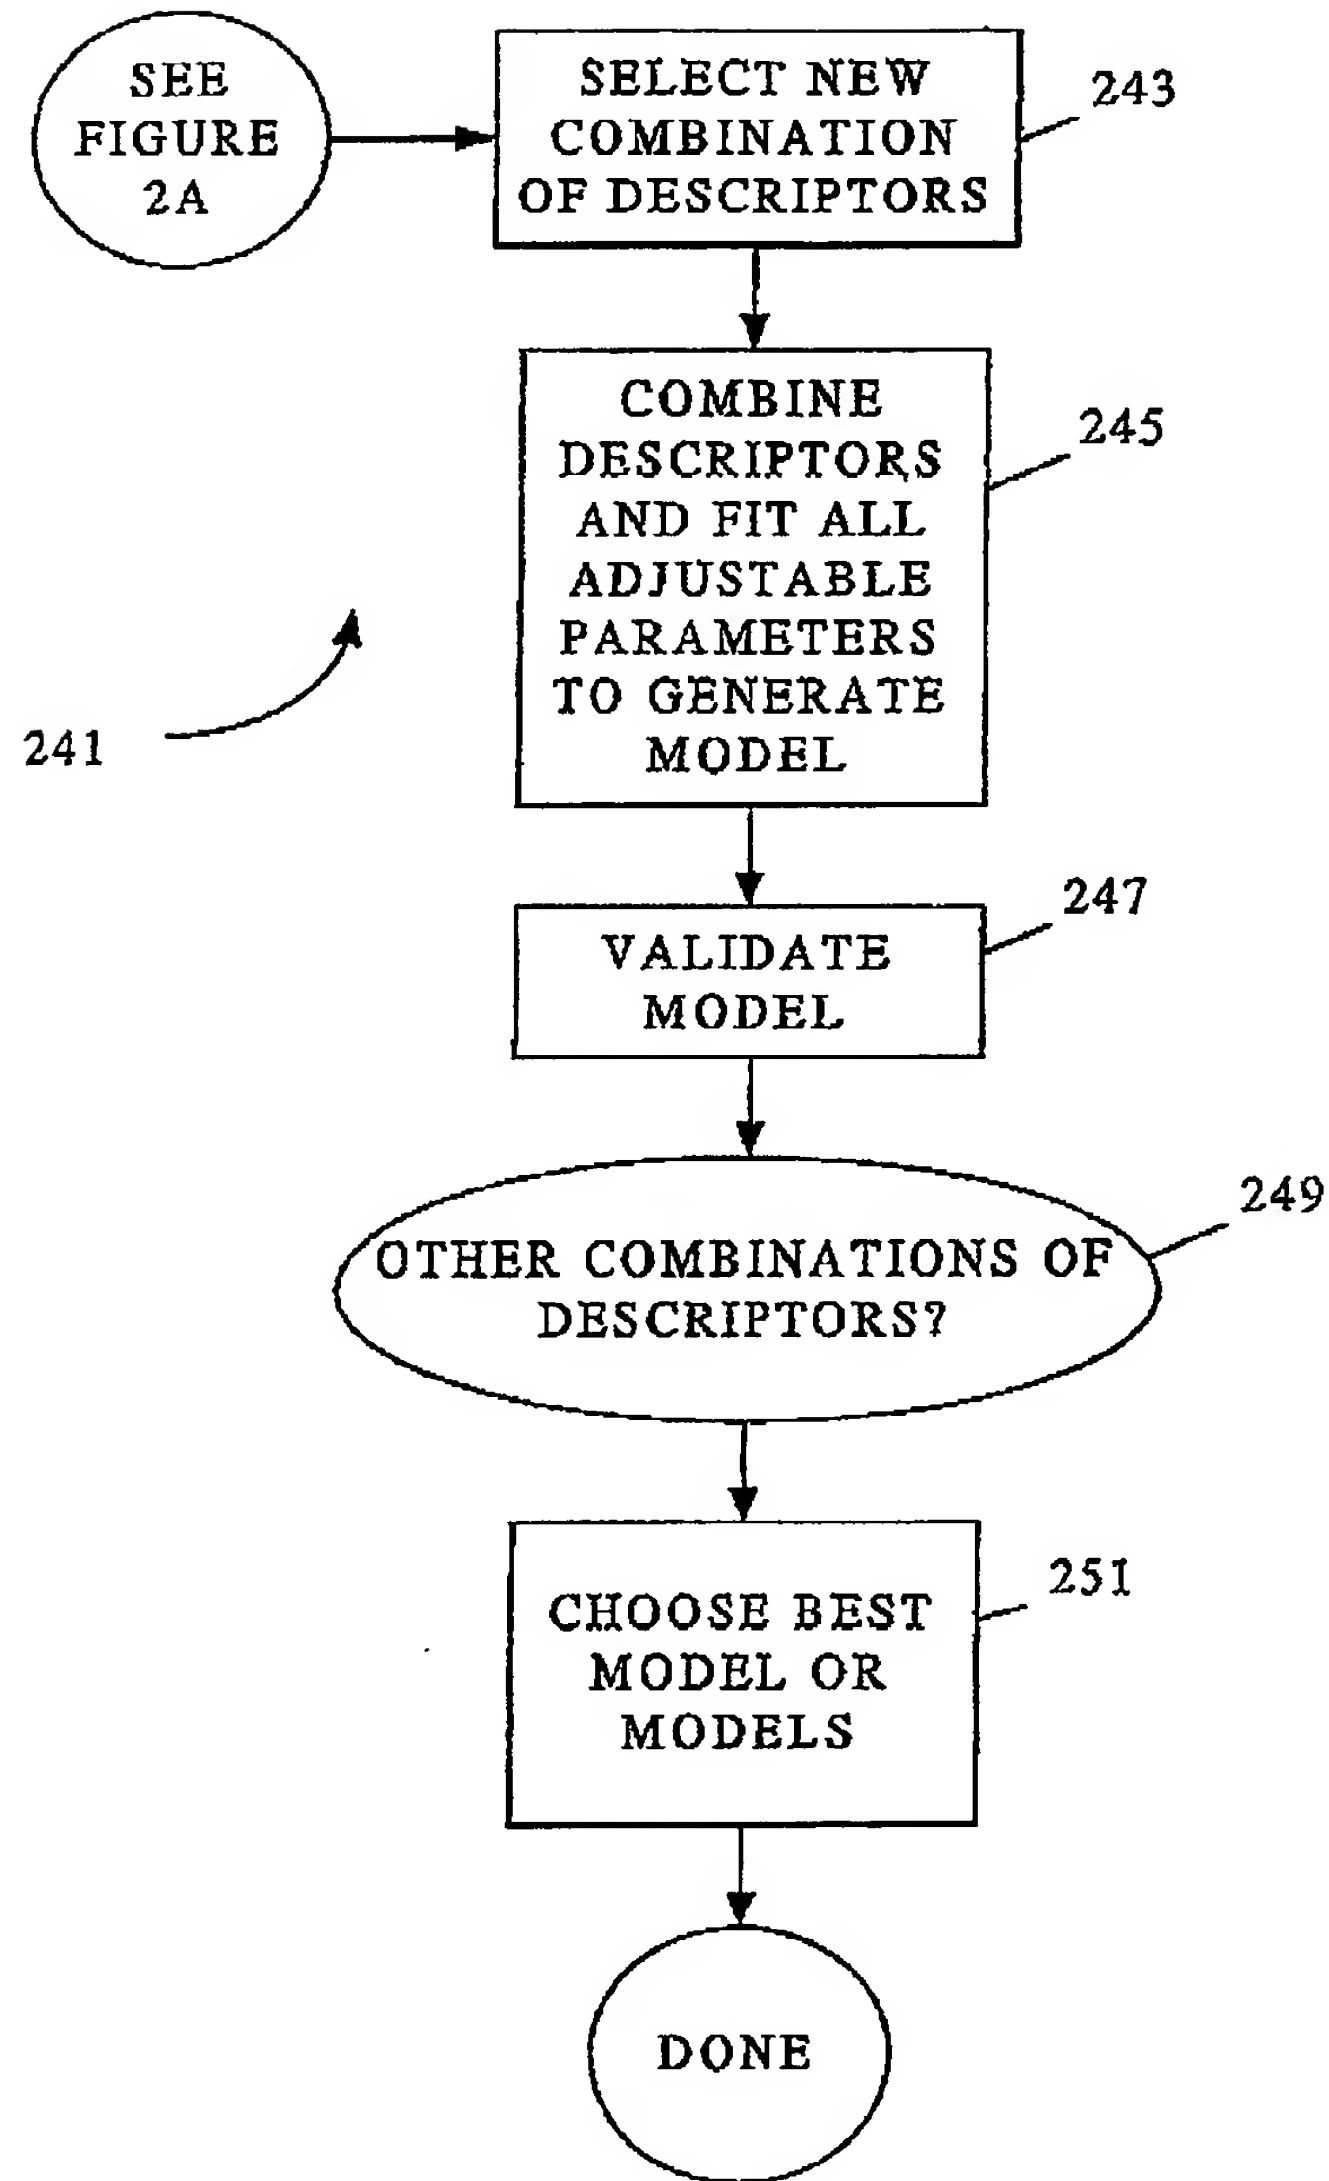 SEE
FIGURE
2A
SELECT NEW
COMBINATION
OF DESCRIPTORS
243
COMBINE
DESCRIPTORS
AND FIT ALL
ADJUSTABLE
PARAMETERS
TO GENERATE
MODEL
245
241
VALIDATE
MODEL
247
OTHER COMBINATIONS OF
DESCRIPTORS?
249
CHOOSE BEST
MODEL OR
MODELS
251
DONE